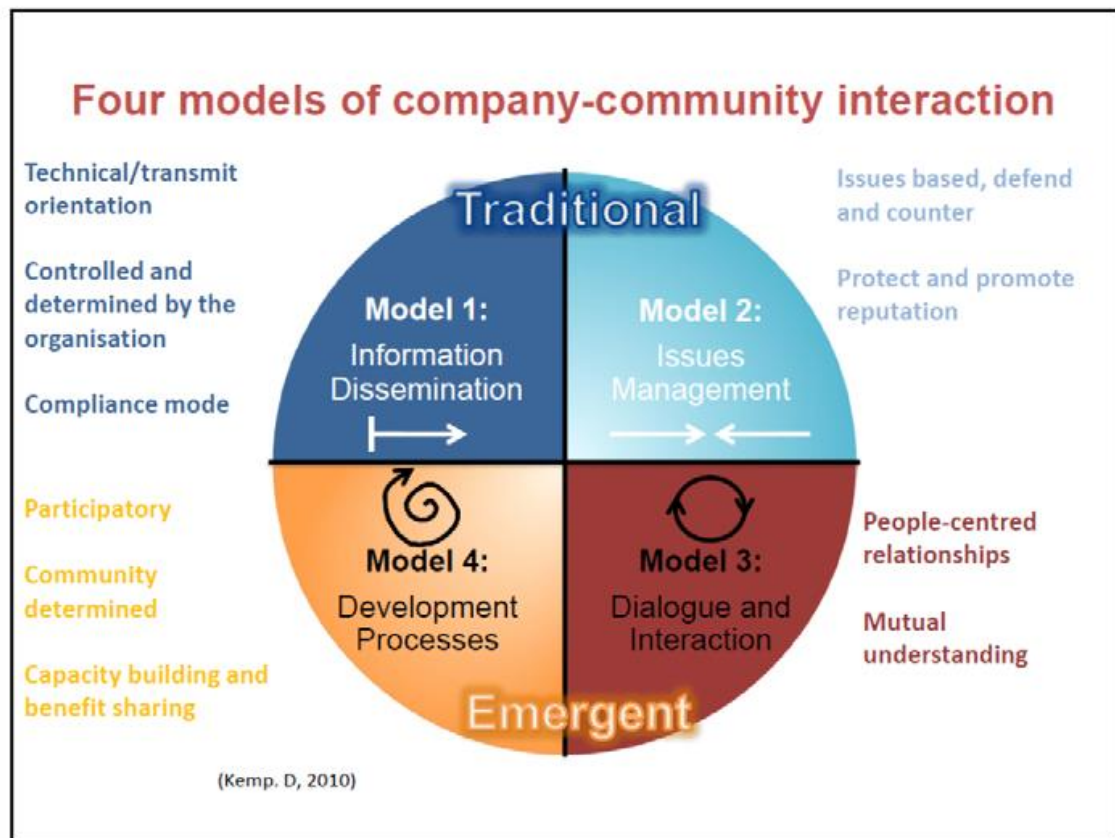 Four models of company-community interaction
Technical/transmit
orientation
Controlled and
determined by the
organisation
Compliance mode
Traditional
Issues based, defend
and counter
Protect and promote
reputation
Model 1:
Information
Dissemination
Model 2:
Issues
Management
Participatory
Community
determined
Capacity building and
benefit sharing
Model 4:
Development
Processes
Model 3:
Dialogue and
Interaction
People-centred
relationships
Mutual
understanding
Emergent
(Kemp. D, 2010)